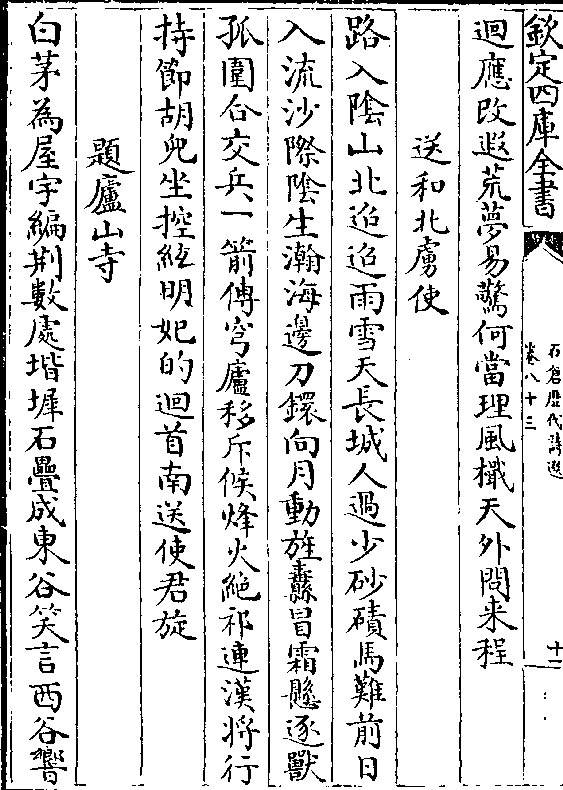 欽定四庫全書
石倉歴代詩選
卷八十三
十二
迴應改遐荒夢易驚何當理風檝天外問来程
送和北虜使
路入隂山北迢迢雨雪天長城人過少砂磧馬難前日
入流沙際隂生瀚海邊刀鐶向月動旌纛冒霜懸逐獸
孤圍合交兵一箭傳穹廬移斥候烽火絶祁連漢將行
持節胡兒坐控絃明妃的迴首南送使君旋
題廬山寺
白茅為屋宇編荆數處堦墀石疊成東谷笑言西谷響